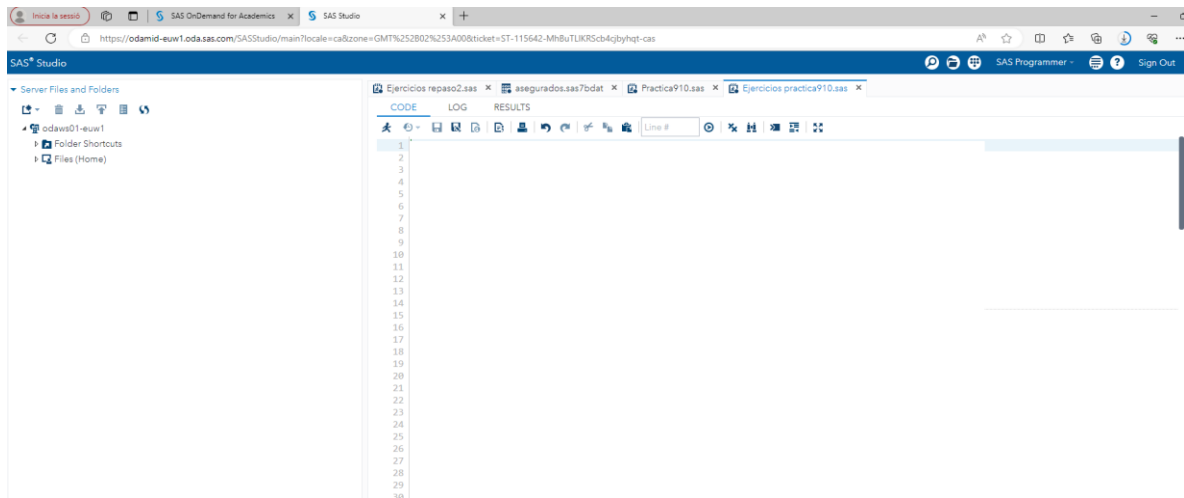 Inicia la sessió
SAS OnDemand for Academics
SAS Studio
https://odamid-euw1.oda.sas.com/SASStudio/main?locale=ca&zone=GMT%252B02%253A00&ticket=ST-115642-MhBuTLIKRScb4cjbyhqt-cas
SAS® Studio
SAS Programmer
Sign Out
Server Files and Folders
odaws01-euw1
Folder Shortcuts
Files (Home)
Ejercicios repaso2.sas
asegurados.sas7bdat
Practica910.sas
Ejercicios practica910.sas
CODE LOG RESULTS
Line #
1
2
3
4
5
6
7
8
9
10
11
12
13
14
15
16
17
18
19
20
21
22
23
24
25
26
27
28
29
30